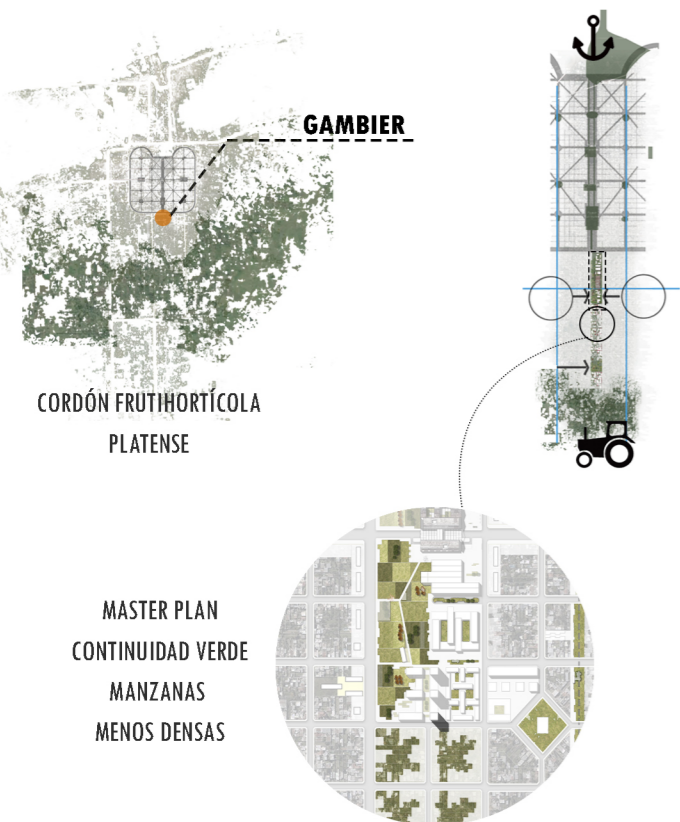 GAMBIER
CORDÓN FRUTIHORTÍCOLA
PLATENSE
MASTER PLAN
CONTINUIDAD VERDE
MANZANAS
MENOS DENSAS